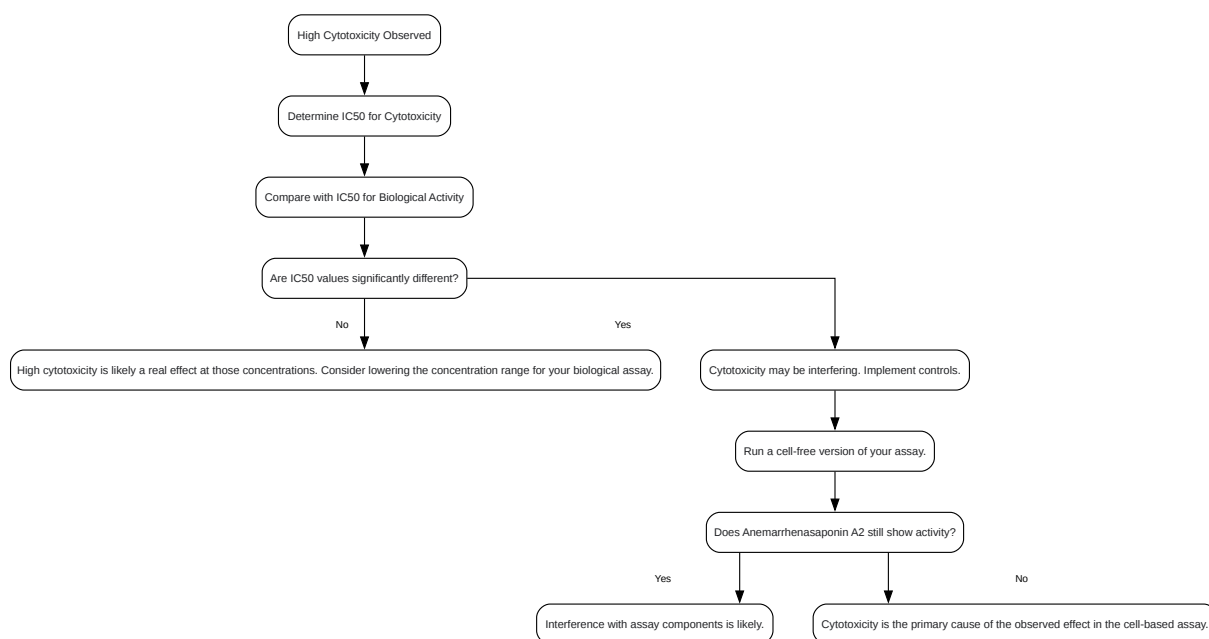 High Cytotoxicity Observed
Determine IC50 for Cytotoxicity
Compare with IC50 for Biological Activity
Are IC50 values significantly different?
No
Yes
High cytotoxicity is likely a real effect at those concentrations. Consider lowering the concentration range for your biological assay.
Cytotoxicity may be interfering. Implement controls.
Run a cell-free version of your assay.
Does Anemarrhenasaponin A2 still show activity?
Yes
No
Interference with assay components is likely.
Cytotoxicity is the primary cause of the observed effect in the cell-based assay.